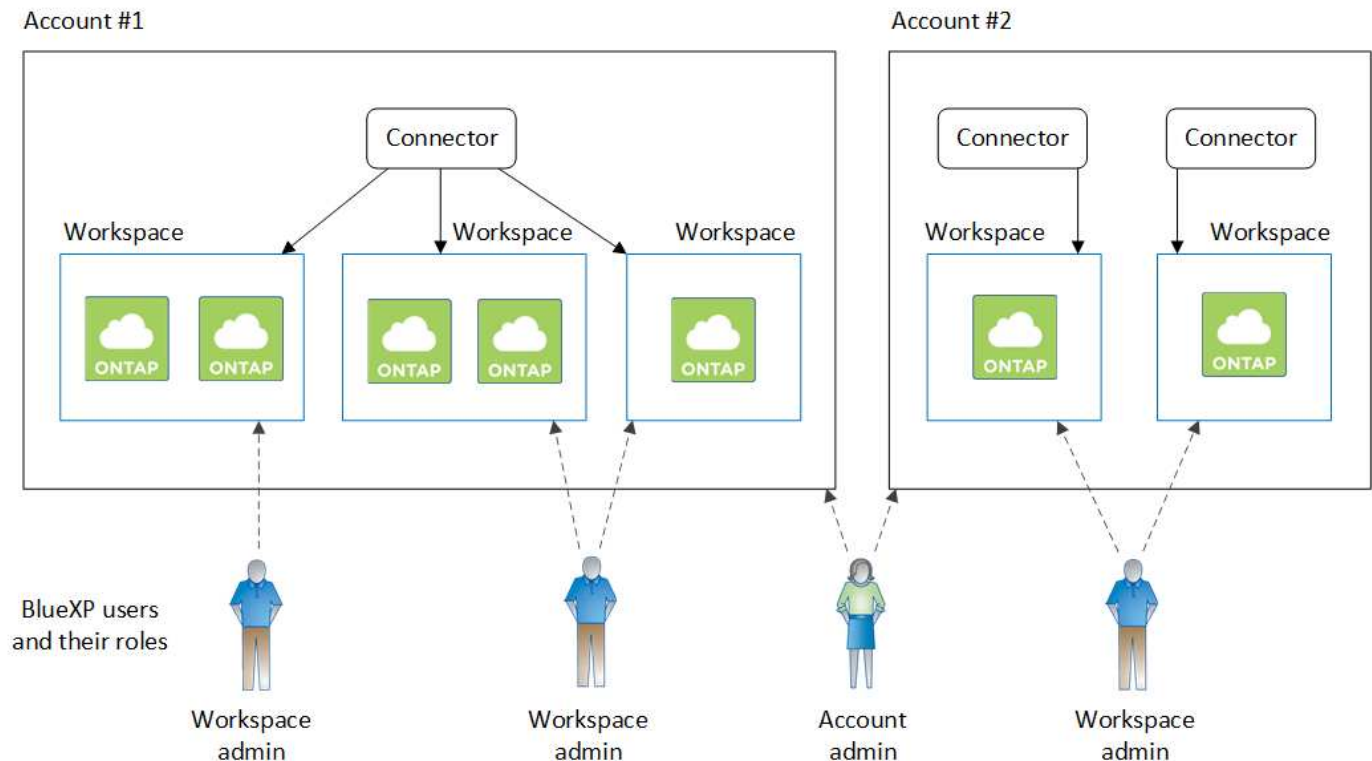 Account #1
Account #2
Connector
Connector
Connector
Workspace
Workspace
Workspace
Workspace
Workspace
ONTAP
ONTAP
ONTAP
ONTAP
ONTAP
ONTAP
ONTAP
BlueXP users
and their roles
Workspace
admin
Workspace
admin
Account
admin
Workspace
admin